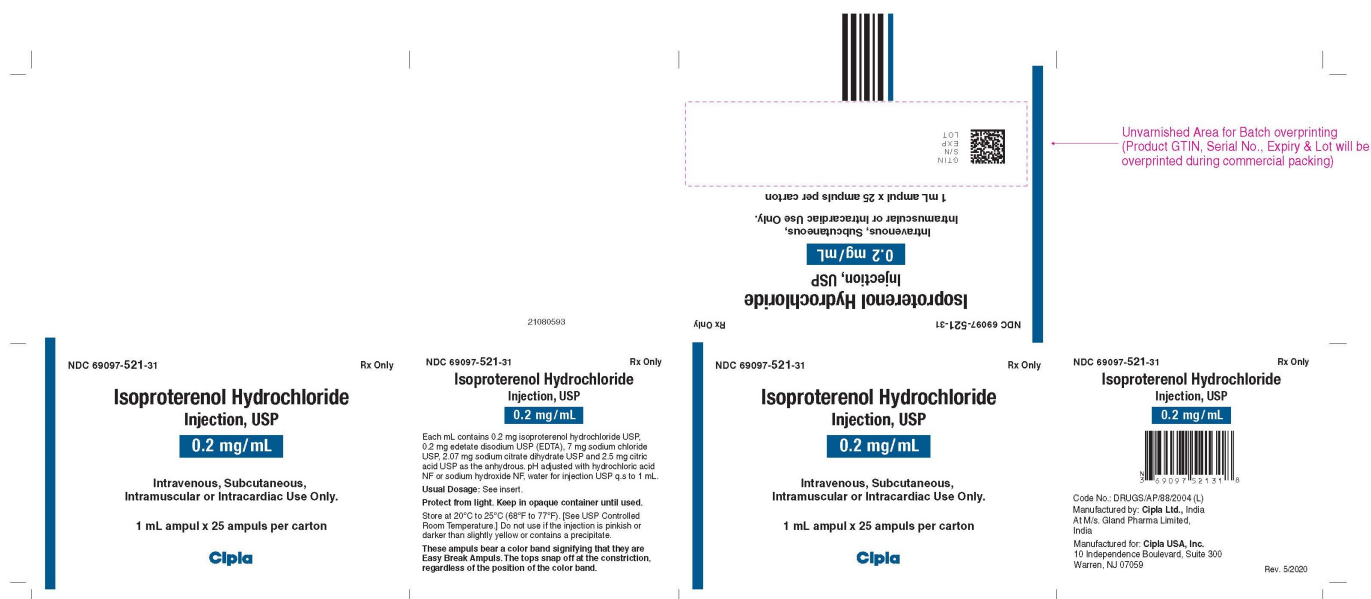 Unvarnished Area for Batch overprinting
(Product GTIN, Serial No., Expiry & Lot will be
overprinted during commercial packing)
GTIN
S/N
EXP
LOT
1 mL ampul x 25 ampuls per carton
Intravenous, Subcutaneous,
Intramuscular or Intracardiac Use Only.
0.2 mg/mL
Isoproterenol Hydrochloride
Injection, USP
NDC 69097-521-31
Rx Only
21080593
NDC 69097-521-31
Rx Only
Isoproterenol Hydrochloride
Injection, USP
0.2 mg/mL
Intravenous, Subcutaneous,
Intramuscular or Intracardiac Use Only.
1 mL ampul x 25 ampuls per carton
Cipla
NDC 69097-521-31
Rx Only
Isoproterenol Hydrochloride
Injection, USP
0.2 mg/mL
Each mL contains 0.2 mg isoproterenol hydrochloride USP,
0.2 mg edetate disodium USP (EDTA), 7 mg sodium chloride
USP, 2.07 mg sodium citrate dihydrate USP and 2.5 mg citric
acid USP as the anhydrous. pH adjusted with hydrochloric acid
NF or sodium hydroxide NF, water for injection USP q.s to 1 mL.
Usual Dosage: See insert.
Protect from light. Keep in opaque container until used.
Store at 20°C to 25°C (68°F to 77°F). [See USP Controlled
Room Temperature.] Do not use if the injection is pinkish or
darker than slightly yellow or contains a precipitate.
These ampuls bear a color band signifying that they are
Easy Break Ampuls. The tops snap off at the constriction,
regardless of the position of the color band.
NDC 69097-521-31
Rx Only
Isoproterenol Hydrochloride
Injection, USP
0.2 mg/mL
Intravenous, Subcutaneous,
Intramuscular or Intracardiac Use Only.
1 mL ampul x 25 ampuls per carton
Cipla
NDC 69097-521-31
Rx Only
Isoproterenol Hydrochloride
Injection, USP
0.2 mg/mL
N
3 69097 52131 8
Code No.: DRUGS/AP/88/2004 (L)
Manufactured by: Cipla Ltd., India
At M/s. Gland Pharma Limited,
India
Manufactured for: Cipla USA, Inc.
10 Independence Boulevard, Suite 300
Warren, NJ 07059
Rev. 5/2020